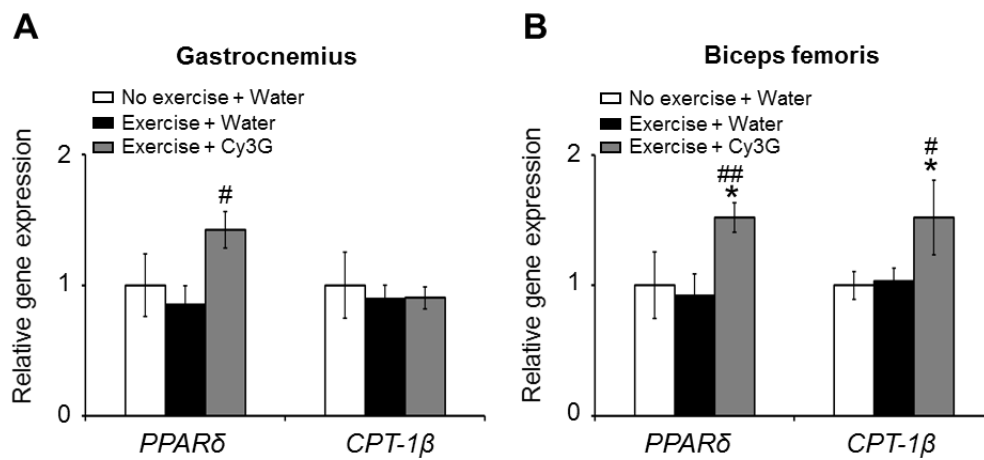 A
Gastrocnemius
No exercise + Water
Exercise + Water
Exercise + Cy3G
Relative gene expression
2
1
0
#
PPARδ
CPT-1β
B
Biceps femoris
No exercise + Water
Exercise + Water
Exercise + Cy3G
Relative gene expression
2
1
0
##
*
#
*
PPARδ
CPT-1β